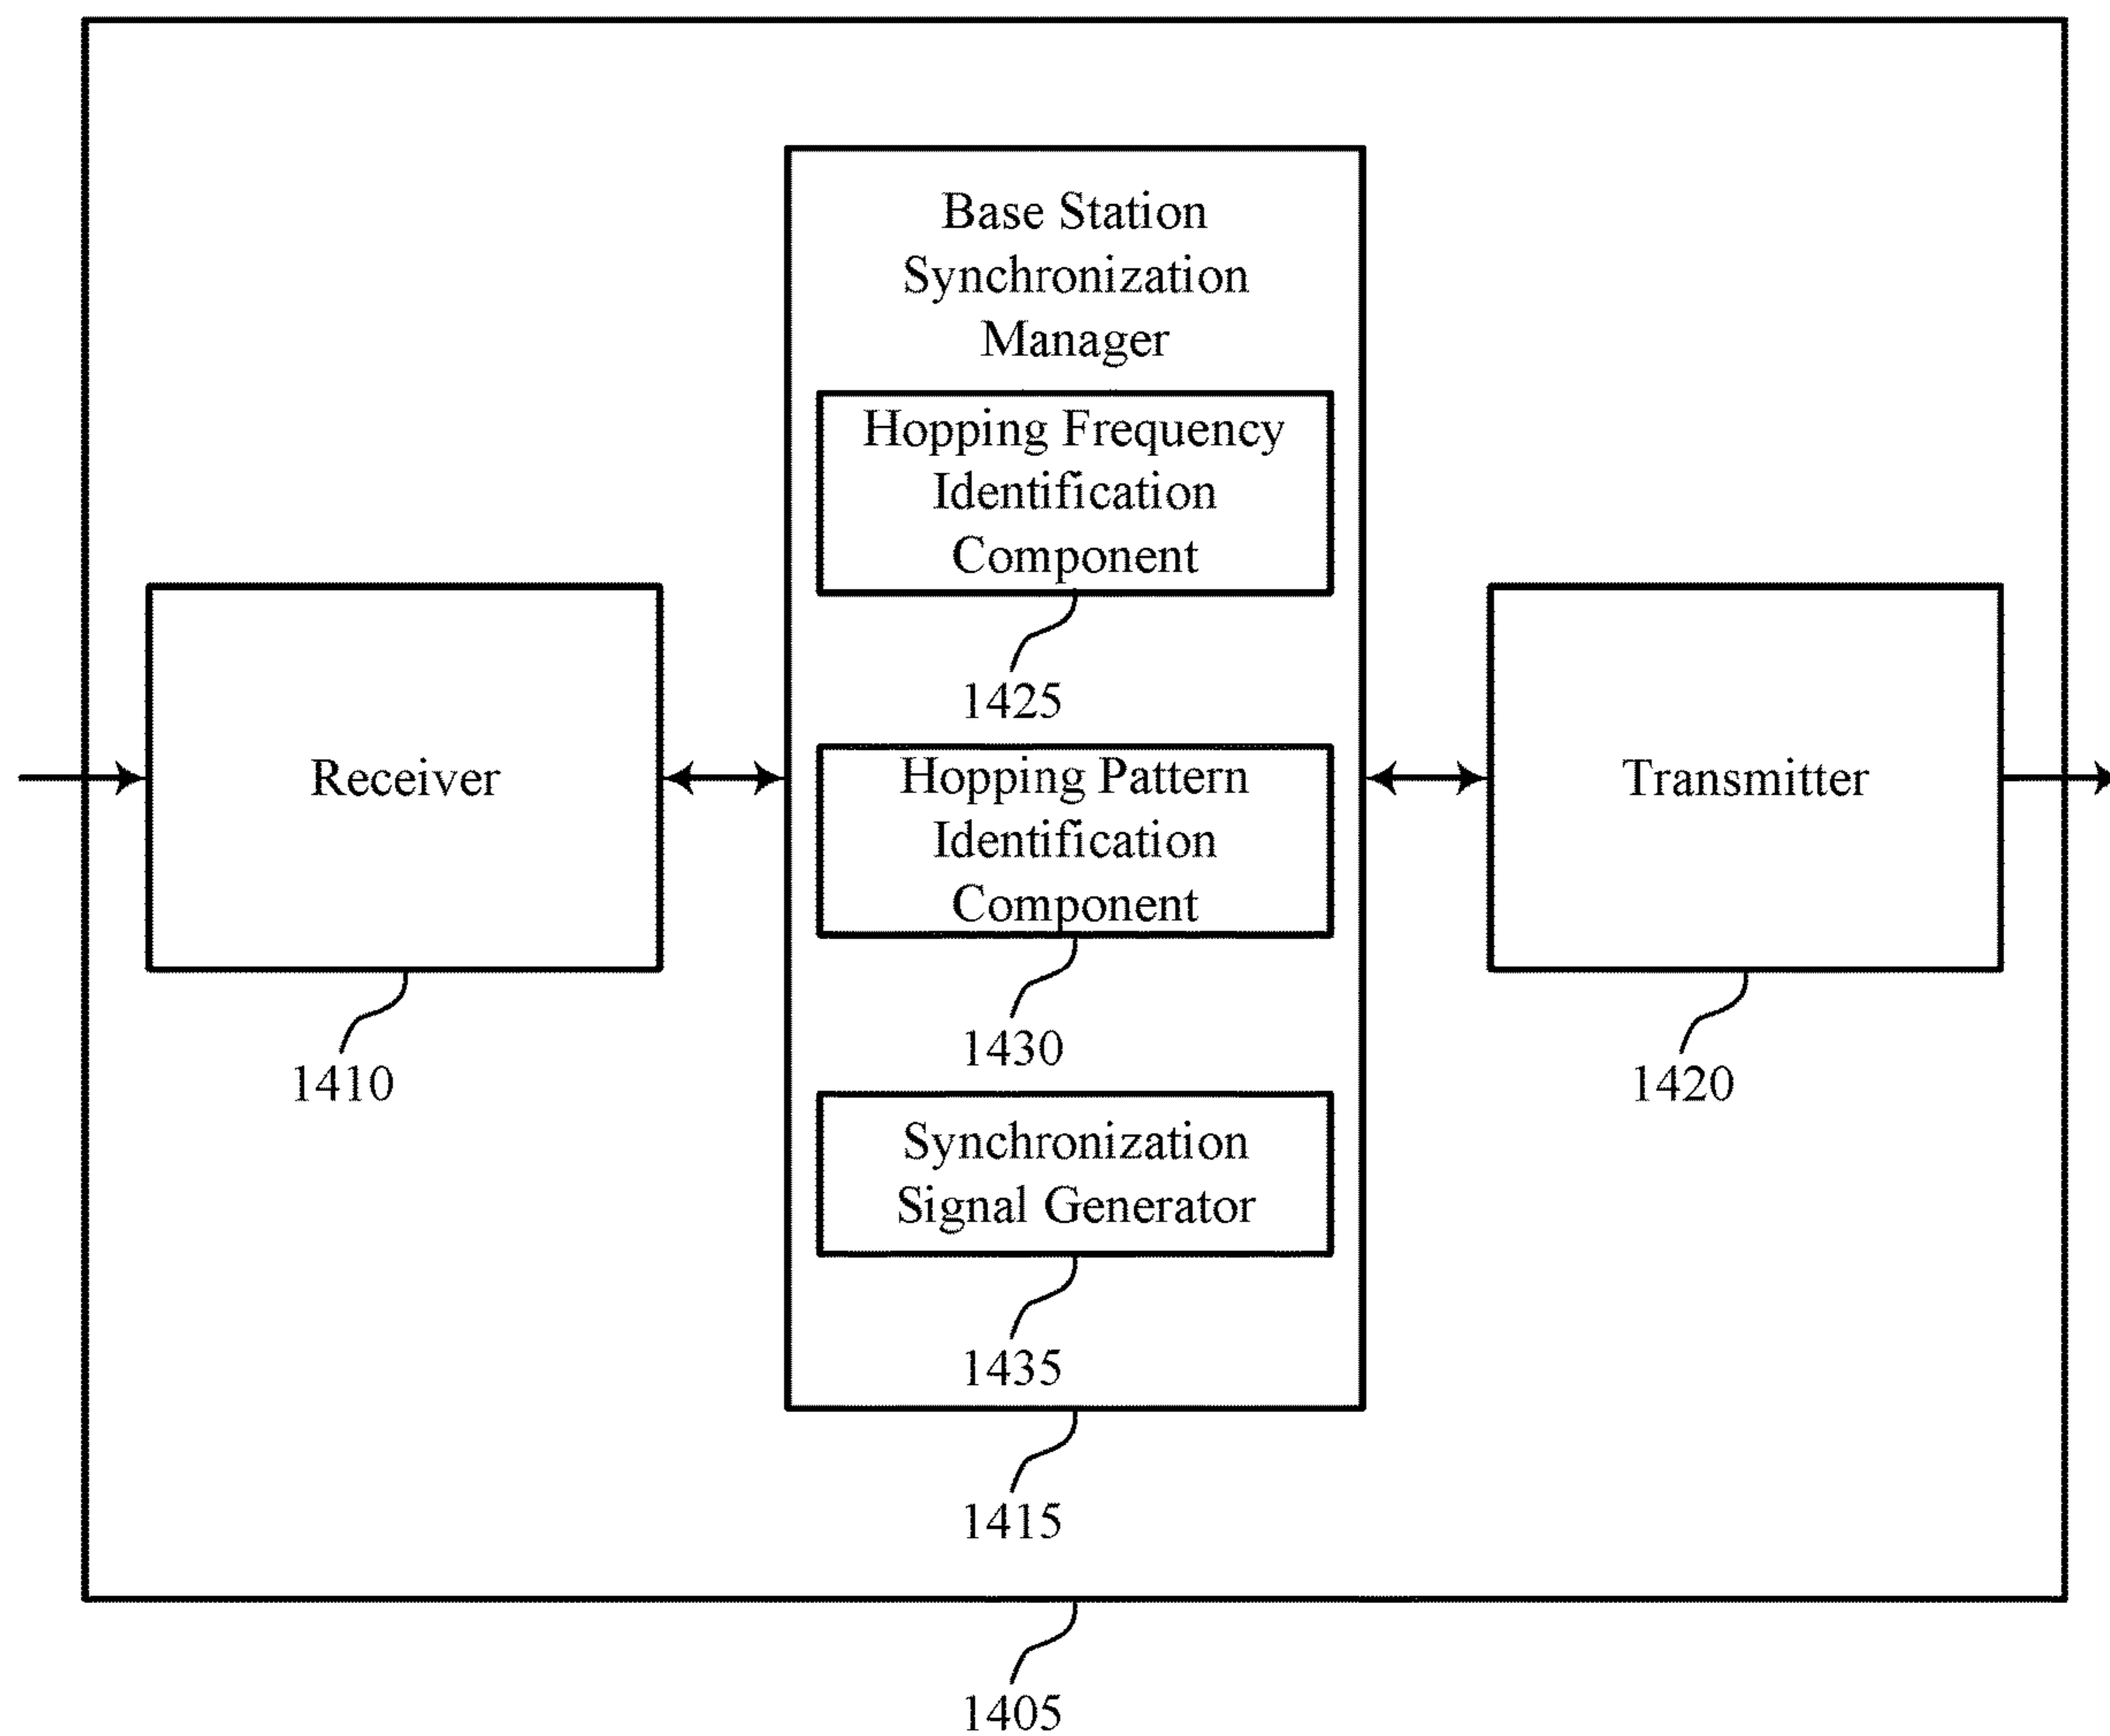 Base Station
Synchronization
Manager
Hopping Frequency
Identification
Component
1425
Receiver
1410
Hopping Pattern
Identification
Component
1430
Transmitter
1420
Synchronization
Signal Generator
1435
1415
1405